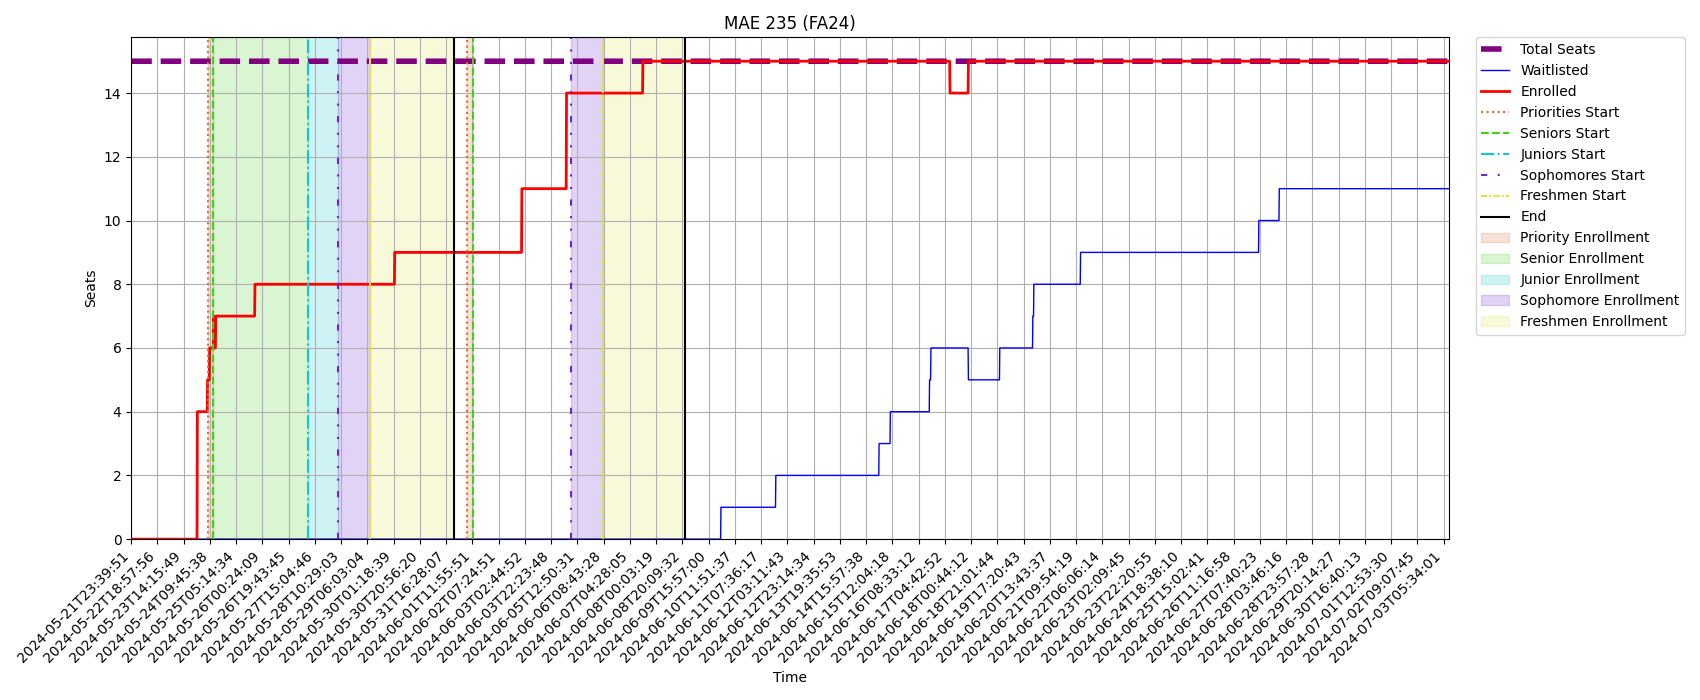 MAE 235 (FA24)
Seats
14
12
10
8
6
4
2
0
2024-05-21T23:39:51
2024-05-22T18:57:56
2024-05-23T14:15:49
2024-05-24T09:45:38
2024-05-25T05:14:34
2024-05-26T00:24:09
2024-05-26T19:43:45
2024-05-27T15:04:46
2024-05-28T10:29:03
2024-05-29T06:03:04
2024-05-30T01:18:39
2024-05-30T20:56:20
2024-05-31T16:28:07
2024-06-01T11:55:51
2024-06-02T07:24:51
2024-06-03T02:44:52
2024-06-03T22:23:48
2024-06-05T12:50:31
2024-06-06T08:43:28
2024-06-07T04:28:05
2024-06-08T00:03:19
2024-06-08T20:09:32
2024-06-09T15:57:00
2024-06-10T11:51:37
2024-06-11T07:36:17
2024-06-12T03:11:43
2024-06-12T23:14:34
2024-06-13T19:35:53
2024-06-14T15:57:38
2024-06-15T12:04:18
2024-06-16T08:33:12
2024-06-17T04:42:52
2024-06-18T00:44:12
2024-06-18T21:01:44
2024-06-19T17:20:43
2024-06-20T13:43:37
2024-06-21T09:54:19
2024-06-22T06:06:14
2024-06-23T02:09:45
2024-06-23T22:20:55
2024-06-24T18:38:10
2024-06-25T15:02:41
2024-06-26T11:16:58
2024-06-27T07:40:23
2024-06-28T03:46:16
2024-06-28T23:57:28
2024-06-29T20:14:27
2024-06-30T16:40:13
2024-07-01T12:53:30
2024-07-02T09:07:45
2024-07-03T05:34:01
Time
Total Seats
Waitlisted
Enrolled
Priorities Start
Seniors Start
Juniors Start
Sophomores Start
Freshmen Start
End
Priority Enrollment
Senior Enrollment
Junior Enrollment
Sophomore Enrollment
Freshmen Enrollment